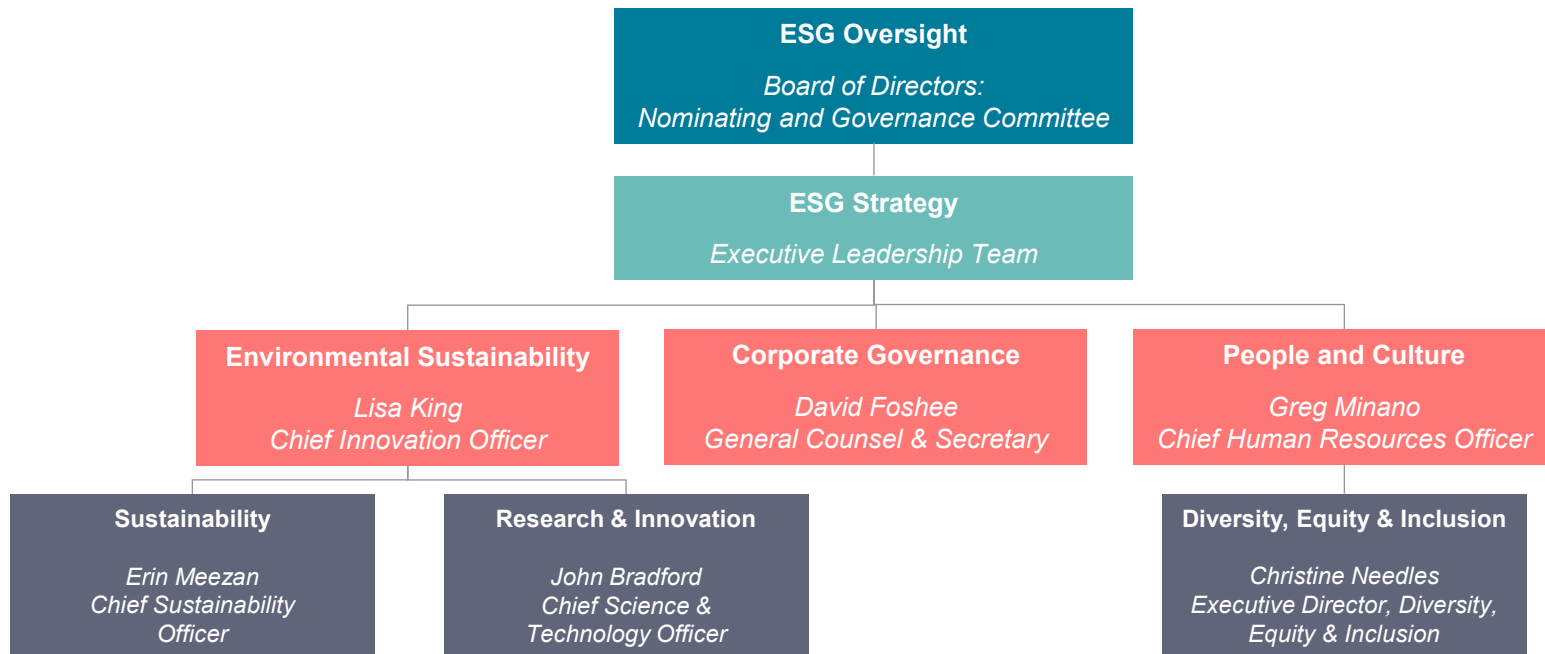 ESG Oversight
Board of Directors:
Nominating and Governance Committee
ESG Strategy
Executive Leadership Team
Environmental Sustainability
Lisa King
Chief Innovation Officer
Corporate Governance
David Foshee
General Counsel & Secretary
People and Culture
Greg Minano
Chief Human Resources Officer
Sustainability
Erin Meezan
Chief Sustainability
Officer
Research & Innovation
John Bradford
Chief Science &
Technology Officer
Diversity, Equity & Inclusion
Christine Needles
Executive Director, Diversity,
Equity & Inclusion